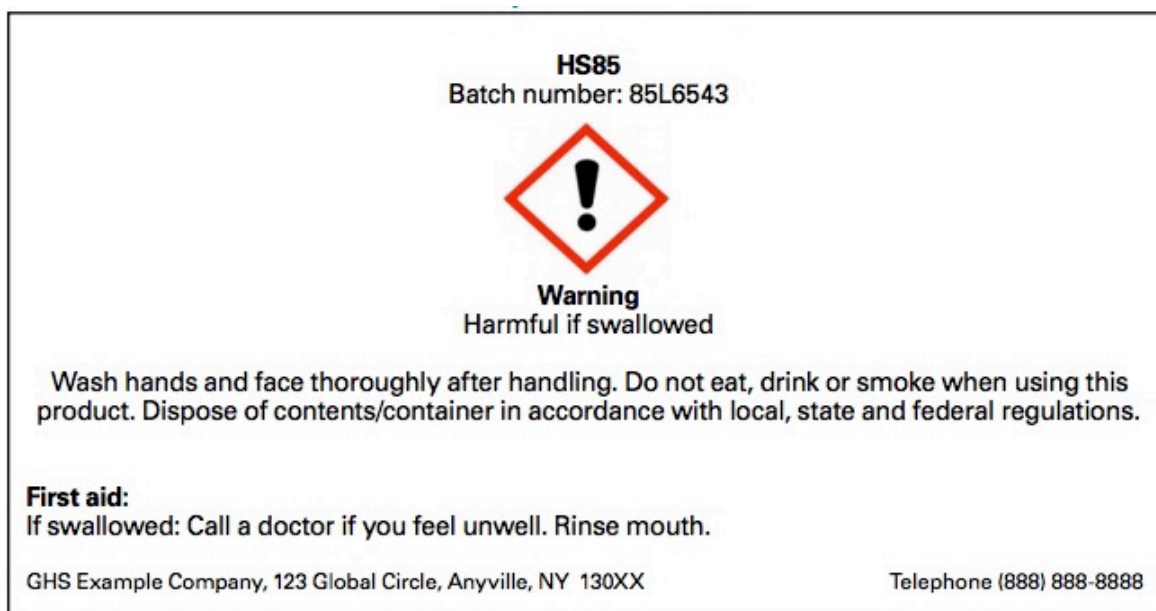 HS85
Batch number: 85L6543
Warning
Harmful if swallowed
Wash hands and face thoroughly after handling. Do not eat, drink or smoke when using this
product. Dispose of contents/container in accordance with local, state and federal regulations.
First aid:
If swallowed: Call a doctor if you feel unwell. Rinse mouth.
GHS Example Company, 123 Global Circle, Anyville, NY 130XX Telephone (888) 888-8888